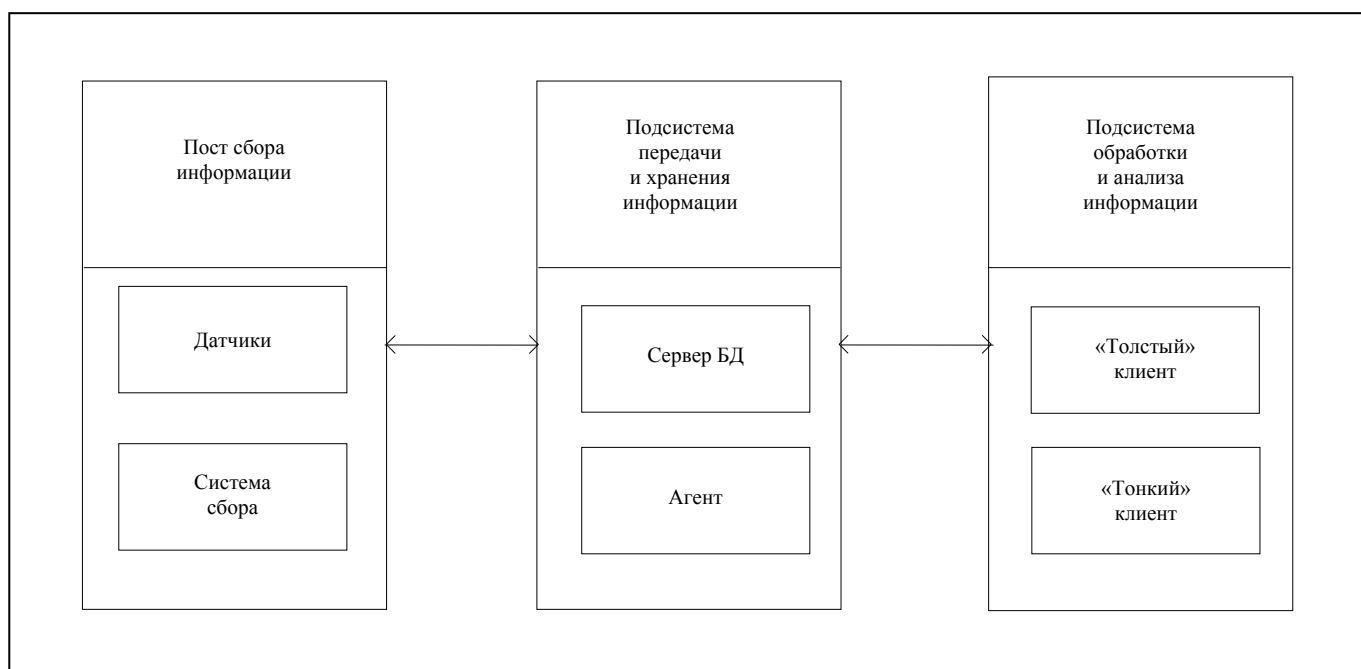 Пост сбора
информации
Датчики
Система
сбора
Подсистема
передачи
и хранения
информации
Сервер БД
Агент
Подсистема
обработки
и анализа
информации
«Толстый»
клиент
«Тонкий»
клиент